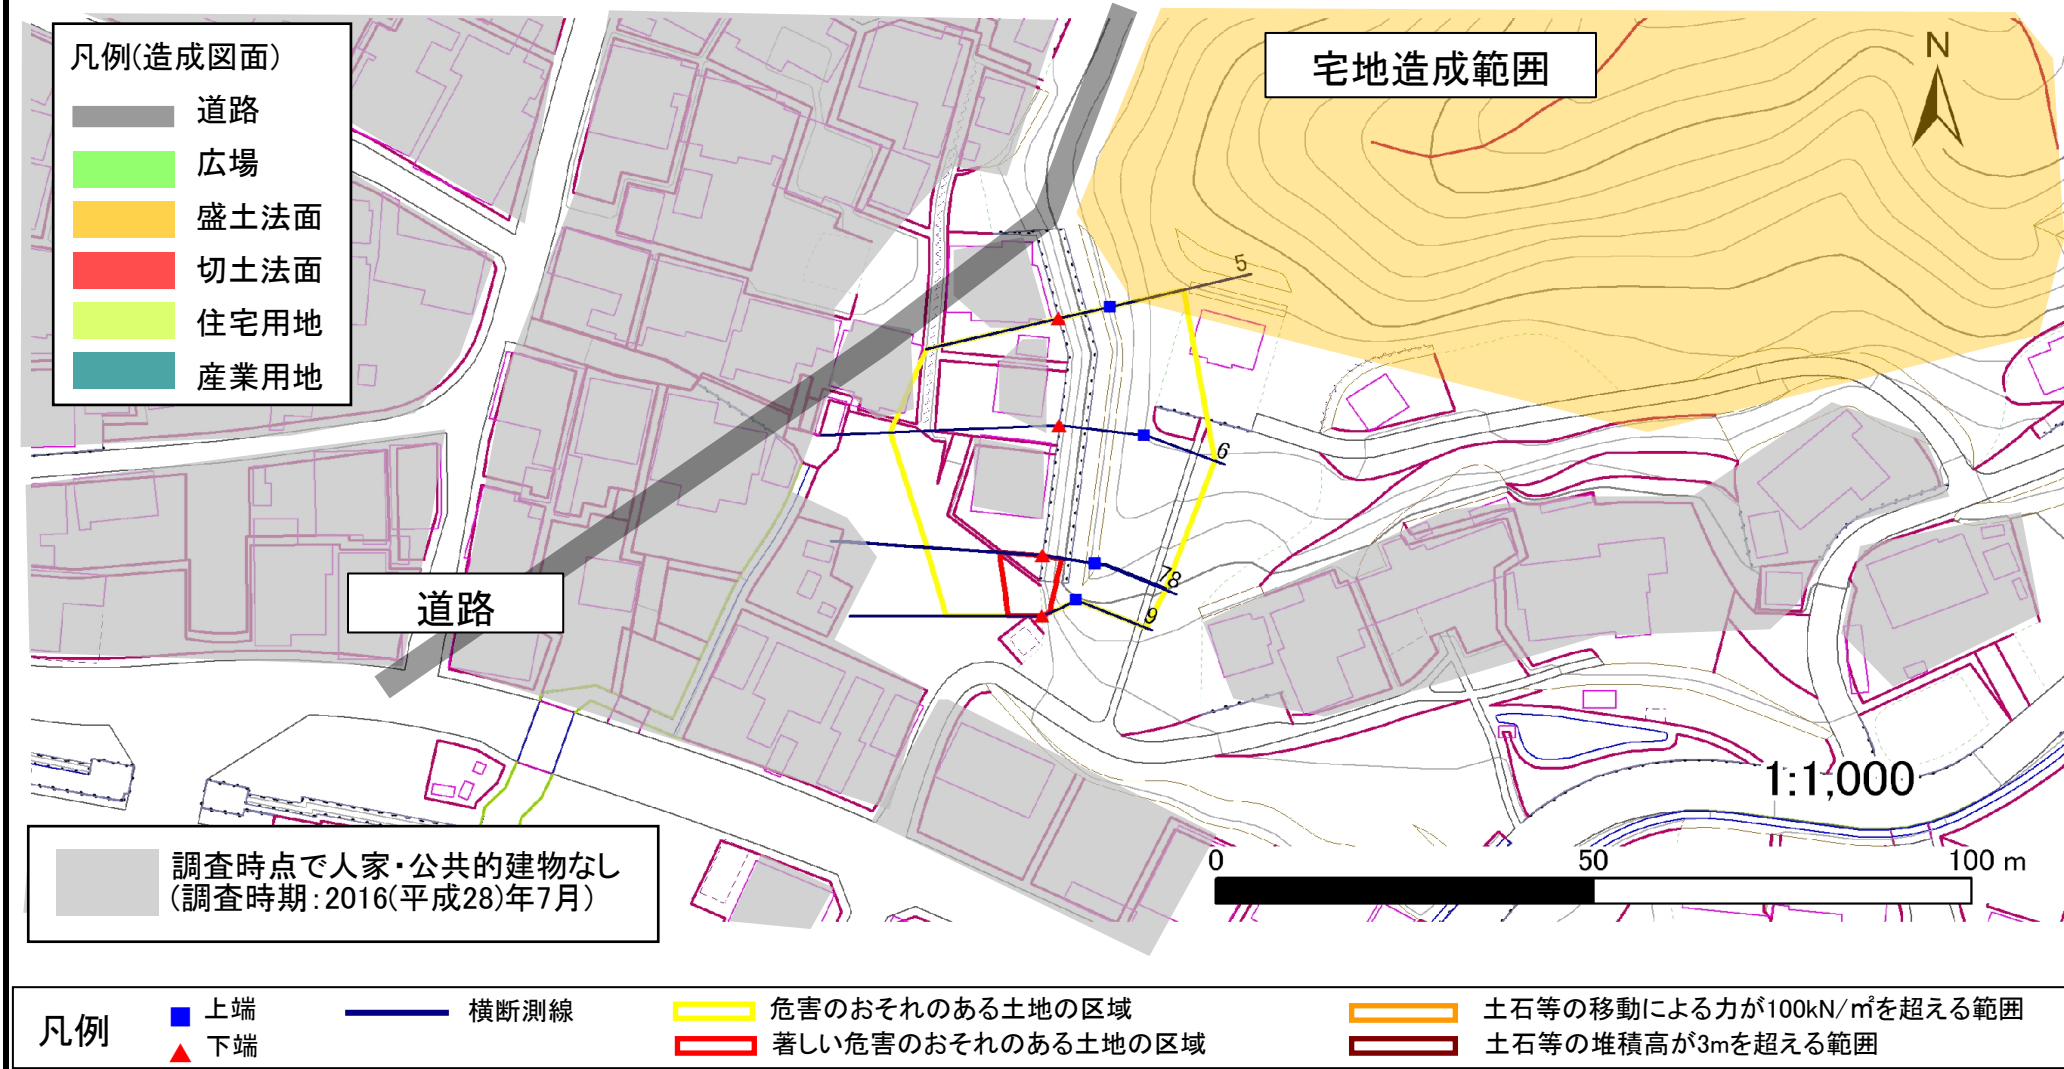 凡例(造成図面)
道路
広場
盛土法面
切土法面
住宅用地
産業用地
宅地造成範囲
N
5
6
78
9
道路
1:1,000
0 50 100 m
調査時点で人家・公共的建物なし
(調査時期:2016(平成28)年7月)
凡例
上端
下端
横断測線
危害のおそれのある土地の区域
著しい危害のおそれのある土地の区域
土石等の移動による力が100kN/㎡を超える範囲
土石等の堆積高が3mを超える範囲